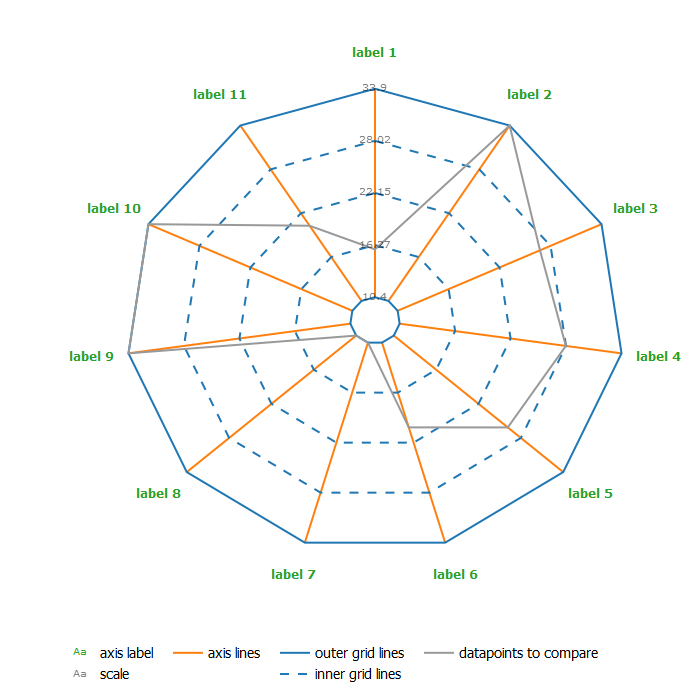 label 1
33.9
label 2
label 11
28.02
22.15
label 10
label 3
16.27
10.4
label 9
label 4
label 8
label 5
label 7
label 6
Aa axis label axis lines outer grid lines datapoints to compare
Aa scale inner grid lines